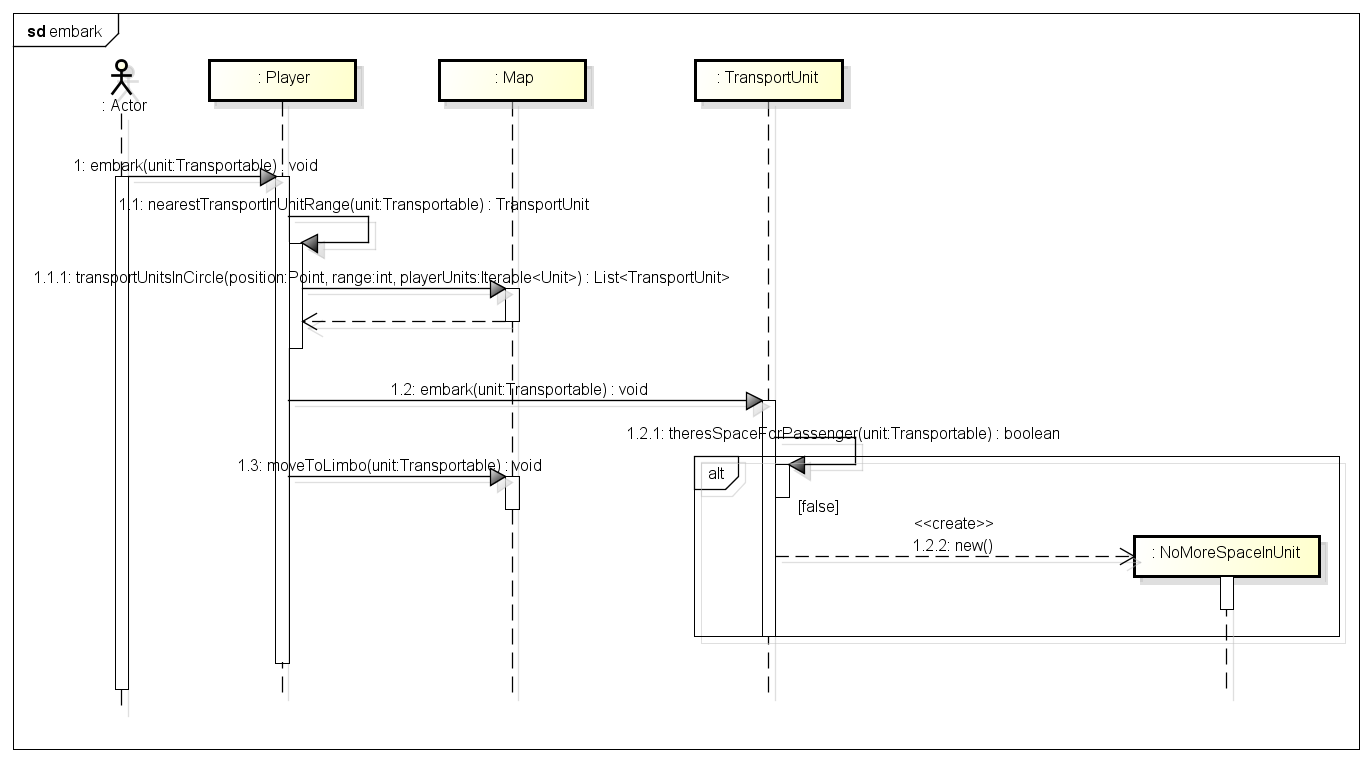 sd embark
: Actor
: Player
: Map
: TransportUnit
1: embark(unit:Transportable) : void
1.1: nearestTransportInUnitRange(unit:Transportable) : TransportUnit
1.1.1: transportUnitsInCircle(position:Point, range:int, playerUnits:Iterable<Unit>) : List<TransportUnit>
1.2: embark(unit:Transportable) : void
1.2.1: theresSpaceForPassenger(unit:Transportable) : boolean
1.3: moveToLimbo(unit:Transportable) : void
alt
[false]
<<create>>
1.2.2: new()
: NoMoreSpaceInUnit